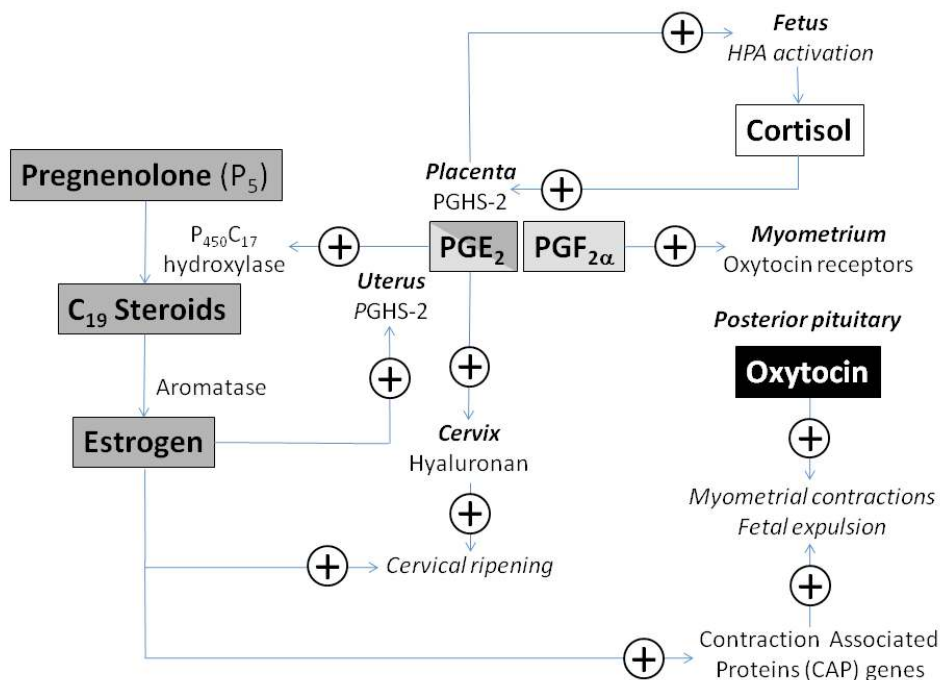 Fetus
HPA activation
Cortisol
Pregnenolone (P₅)
Placenta
PGHS-2
P₄₅₀C₁₇
hydroxylase
PGE₂
PGF₂α
Myometrium
Oxytocin receptors
Uterus
PGHS-2
C₁₉ Steroids
Posterior pituitary
Oxytocin
Aromatase
Estrogen
Cervix
Hyaluronan
Myometrial contractions
Fetal expulsion
Cervical ripening
Contraction Associated
Proteins (CAP) genes